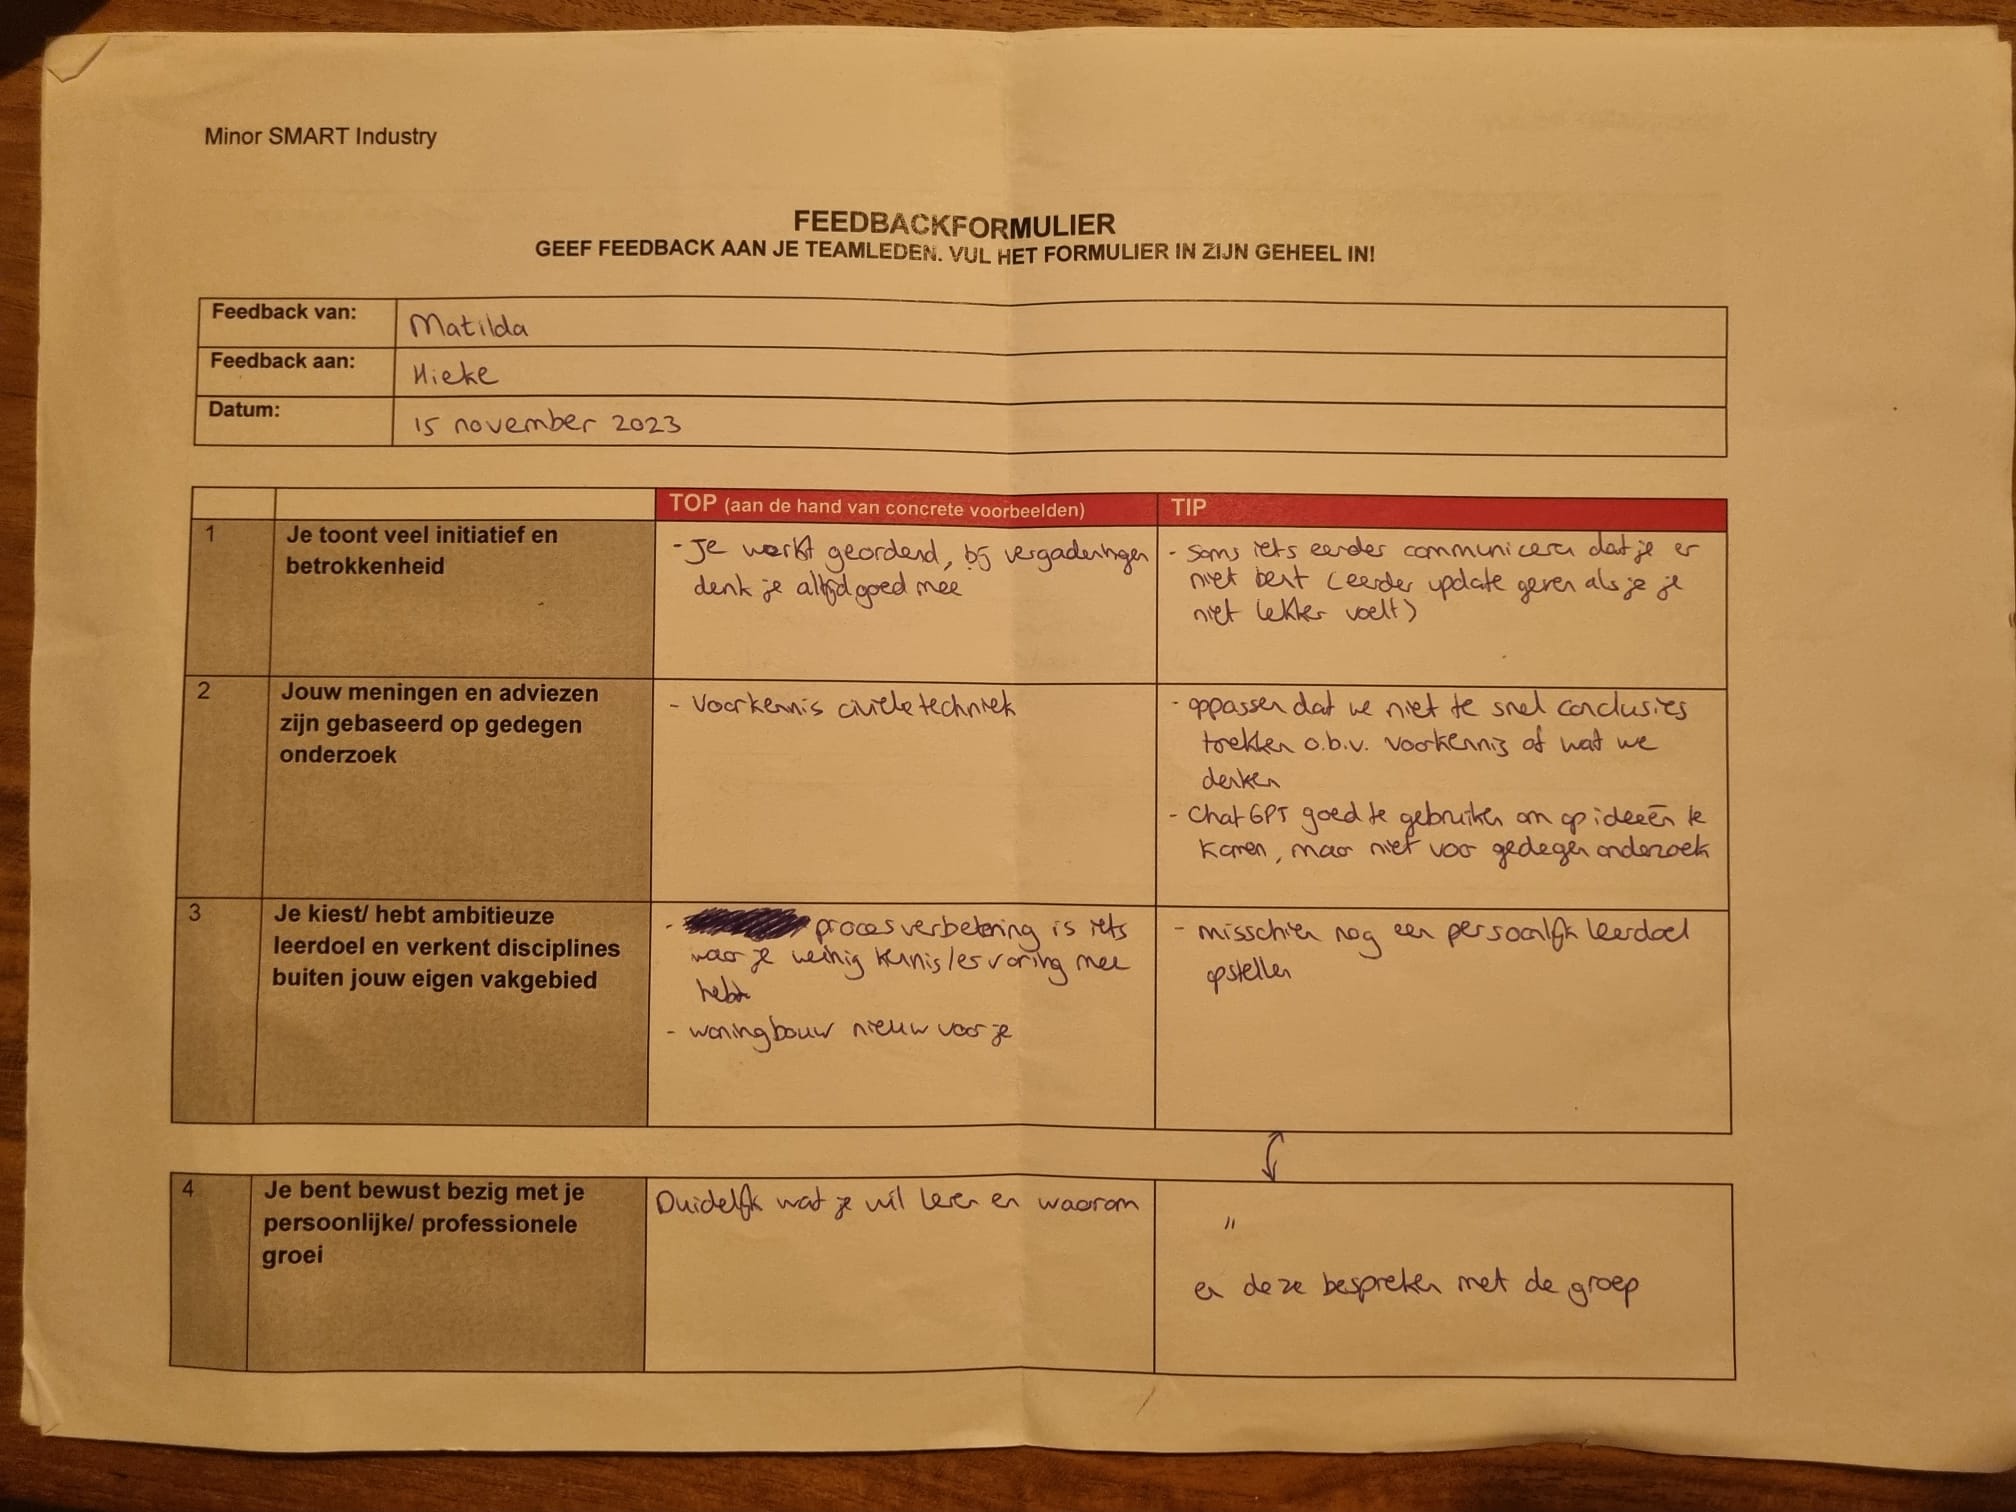 Minor SMART Industry
FEEDBACKFORMULIER
GEEF FEEDBACK AAN JE TEAMLEDEN. VUL HET FORMULIER IN ZIJN GEHEEL IN!
Feedback van: Matilda
Feedback aan: Hieke
Datum: 15 november 2023
TOP (aan de hand van concrete voorbeelden) TIP
1 Je toont veel initiatief en
betrokkenheid
- Je werkt geordend, bij vergaderingen
denk je altijd goed mee
- soms iets eerder communiceren dat je er
niet bent (eerder update geven als je je
niet lekker voelt)
2 Jouw meningen en adviezen
zijn gebaseerd op gedegen
onderzoek
- Voorkennis civiele techniek
- oppassen dat we niet te snel conclusies
trekken o.b.v. voorkennis of wat we
denken
- ChatGPT goed te gebruiken om op ideeën te
komen, maar niet voor gedegen onderzoek
3 Je kiest/ hebt ambitieuze
leerdoel en verkent disciplines
buiten jouw eigen vakgebied
- procesverbetering is iets
waar je weinig kennis/ervaring mee
hebt
- woningbouw nieuw voor je
- misschien nog een persoonlijk leerdoel
opstellen
4 Je bent bewust bezig met je
persoonlijke/ professionele
groei
Duidelijk wat je wil leren en waarom
"
en deze bespreken met de groep